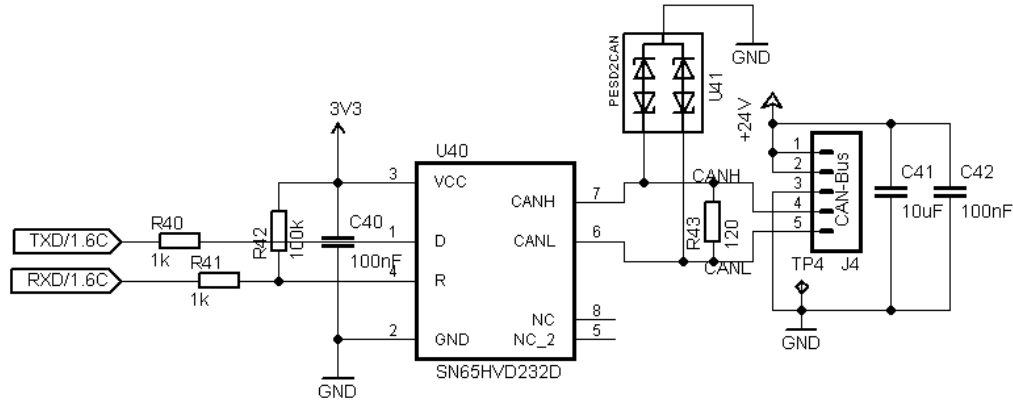 PESD2CAN
U41
GND
+24V
3V3
U40
3
VCC
CANH
7
CANH
1
2
3
4
5
CAN-Bus
C41
10uF
C42
100nF
R40
TXD/1.6C
1k
R42
100k
C40
100nF
1
D
CANL
6
R43
120
CANL
TP4
J4
R41
RXD/1.6C
1k
4
R
NC
8
2
GND
NC_2
5
GND
SN65HVD232D
GND